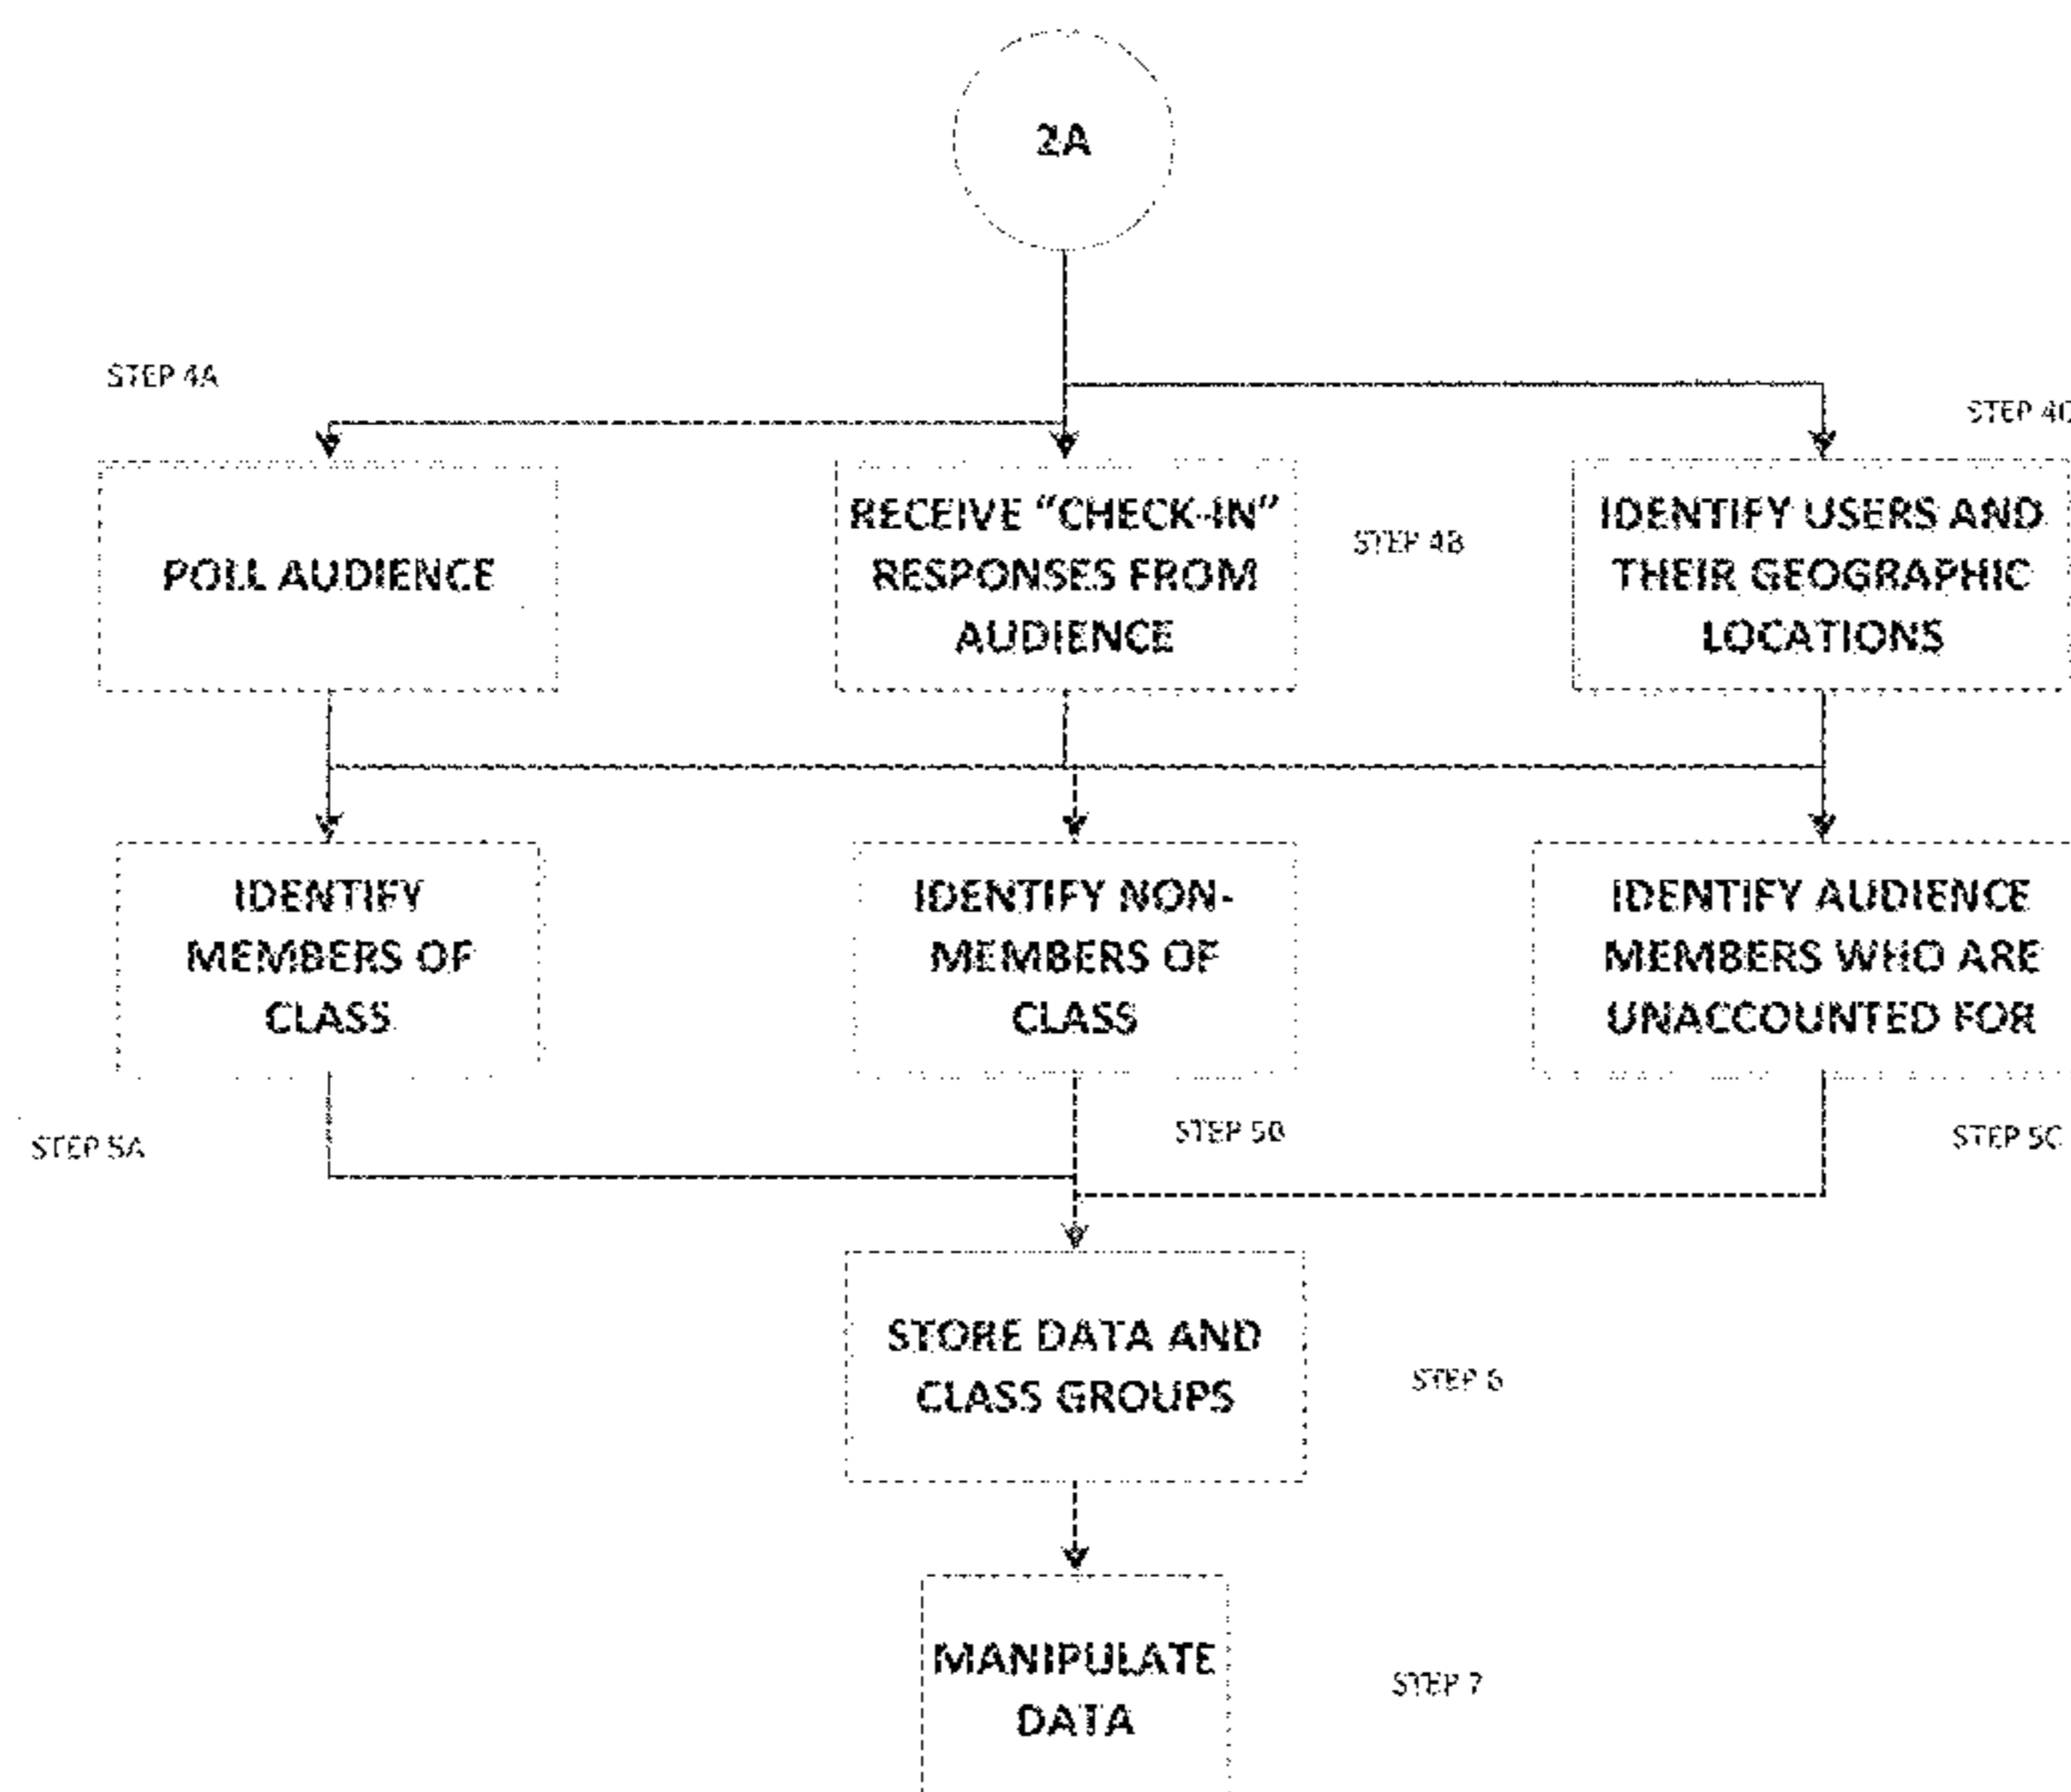 2A
STEP 4A
STEP 4C
POLL AUDIENCE
RECEIVE "CHECK-IN"
RESPONSES FROM
AUDIENCE
STEP 4B
IDENTIFY USERS AND
THEIR GEOGRAPHIC
LOCATIONS
IDENTIFY
MEMBERS OF
CLASS
IDENTIFY NON-
MEMBERS OF
CLASS
IDENTIFY AUDIENCE
MEMBERS WHO ARE
UNACCOUNTED FOR
STEP 5A
STEP 5B
STEP 5C
STORE DATA AND
CLASS GROUPS
STEP 6
MANIPULATE
DATA
STEP 7